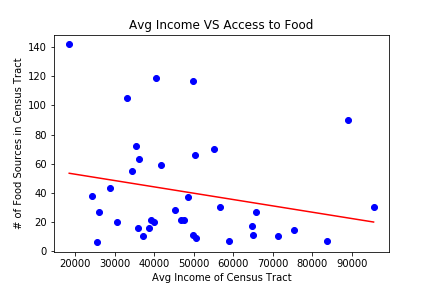 Avg Income VS Access to Food
# of Food Sources in Census Tract
140
120
100
80
60
40
20
0
20000 30000 40000 50000 60000 70000 80000 90000
Avg Income of Census Tract